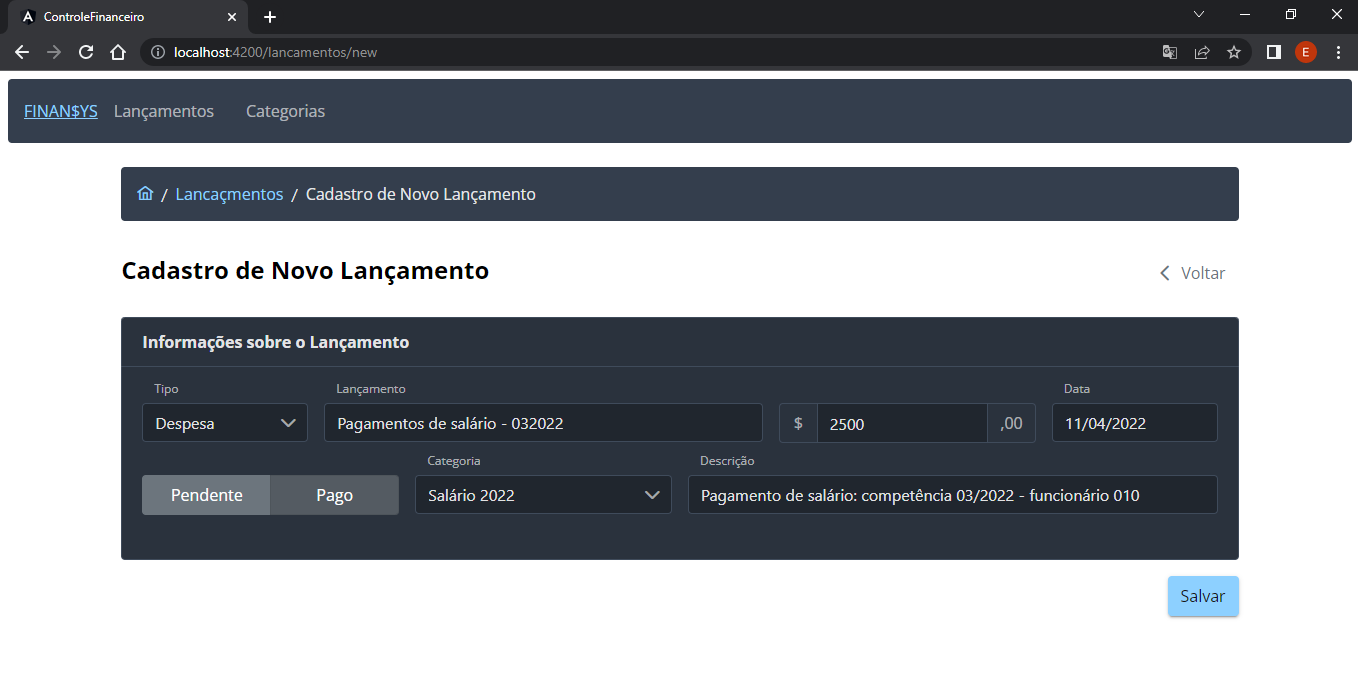 ControleFinanceiro
localhost:4200/lancamentos/new
E
FINAN$YS Lançamentos Categorias
/ Lancaçmentos / Cadastro de Novo Lançamento
Cadastro de Novo Lançamento
Voltar
Informações sobre o Lançamento
Tipo Lançamento Data
Despesa Pagamentos de salário - 032022 $ 2500 ,00 11/04/2022
Categoria Descrição
Pendente Pago Salário 2022 Pagamento de salário: competência 03/2022 - funcionário 010
Salvar